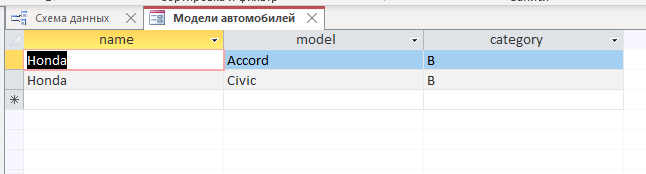 Схема данных Модели автомобилей
name model category
Honda Accord B
Honda Civic B